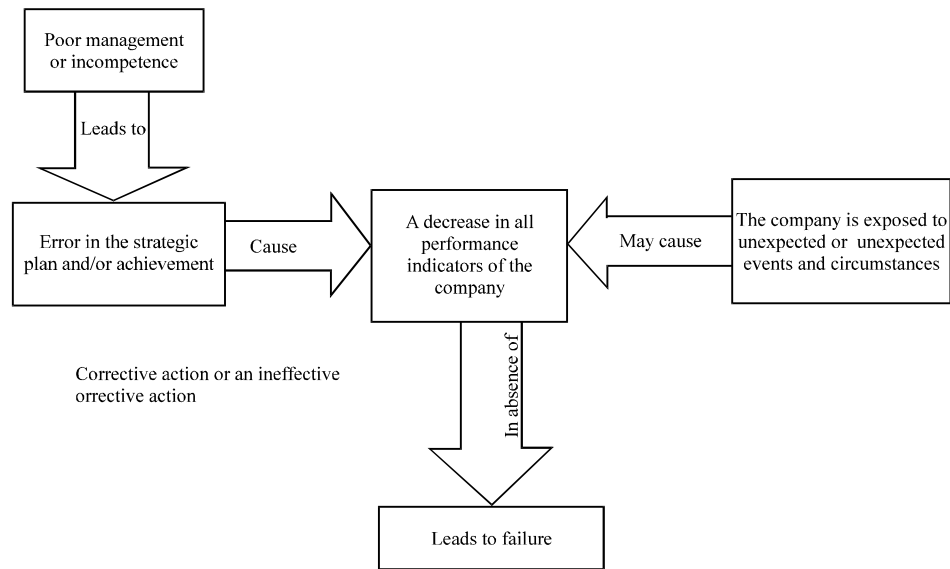 Poor management
or incompetence
Leads to
Error in the strategic
plan and/or achievement
Cause
A decrease in all
performance
indicators of the
company
May cause
The company is exposed to
unexpected or unexpected
events and circumstances
Corrective action or an ineffective
orrective action
In absence of
Leads to failure